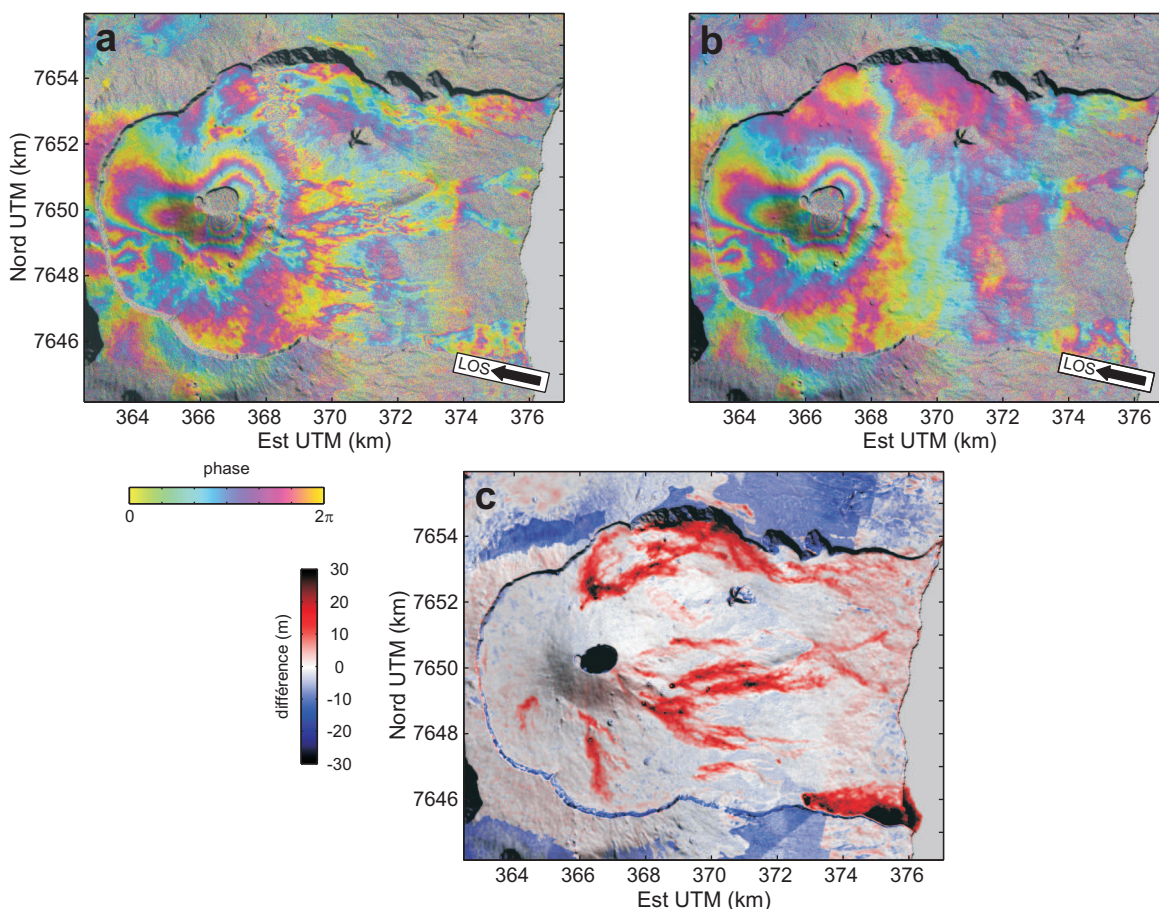 a
b
7654
7652
7650
7648
7646
Nord UTM (km)
LOS
LOS
364 366 368 370 372 374 376
364 366 368 370 372 374 376
Est UTM (km)
Est UTM (km)
phase
0 2π
c
30
20
10
0
-10
-20
-30
différence (m)
7654
7652
7650
7648
7646
Nord UTM (km)
364 366 368 370 372 374 376
Est UTM (km)